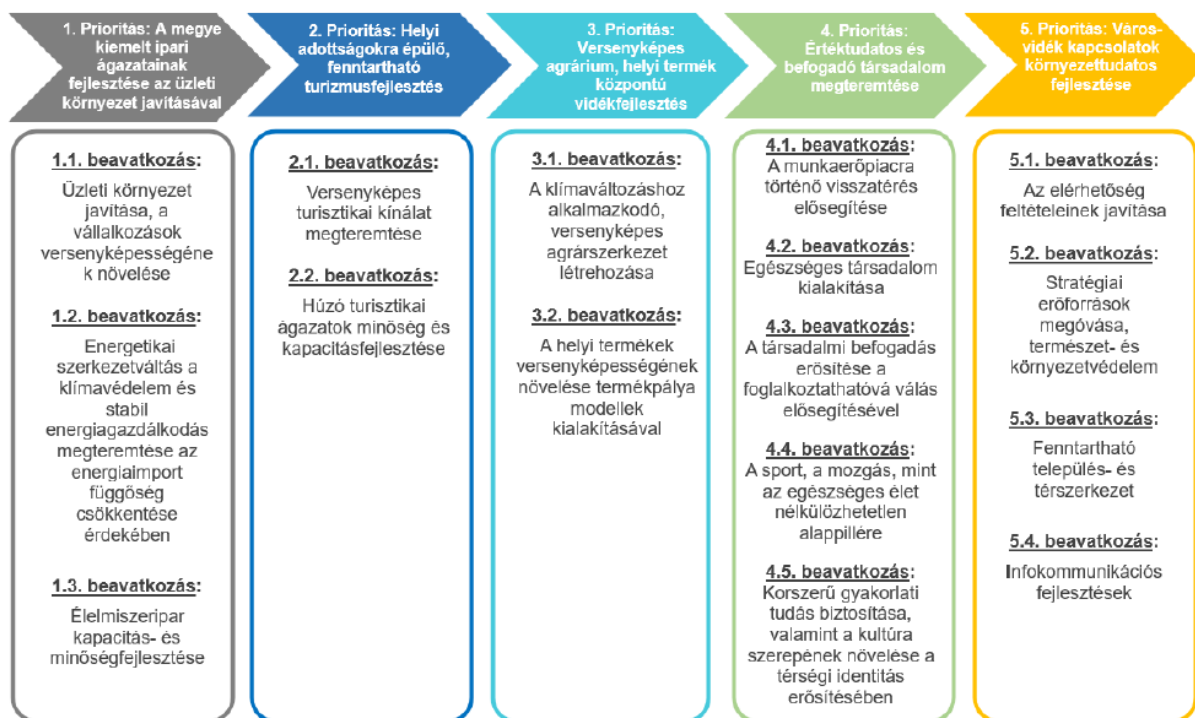 1. Prioritás: A megye
kiemelt ipari
ágazatainak
fejlesztése az üzleti
környezet javításával
1.1. beavatkozás:
Üzleti környezet
javítása, a
vállalkozások
versenyképességéne
k növelése
1.2. beavatkozás:
Energetikai
szerkezetváltás a
klímavédelem és
stabil
energiagazdálkodás
megteremtése az
energiaimport
függőség
csökkentése
érdekében
1.3. beavatkozás:
Élelmiszeripar
kapacitás- és
minőségfejlesztése
2. Prioritás: Helyi
adottságokra épülő,
fenntartható
turizmusfejlesztés
2.1. beavatkozás:
Versenyképes
turisztikai kínálat
megteremtése
2.2. beavatkozás:
Húzó turisztikai
ágazatok minőség és
kapacitásfejlesztése
3. Prioritás:
Versenyképes
agrárium, helyi termék
központú
vidékfejlesztés
3.1. beavatkozás:
A klímaváltozáshoz
alkalmazkodó,
versenyképes
agrárszerkezet
létrehozása
3.2. beavatkozás:
A helyi termékek
versenyképességének
növelése termékpálya
modellek
kialakításával
4. Prioritás:
Értéktudatos és
befogadó társadalom
megteremtése
4.1. beavatkozás:
A munkaerőpiacra
történő visszatérés
elősegítése
4.2. beavatkozás:
Egészséges társadalom
kialakítása
4.3. beavatkozás:
A társadalmi befogadás
erősítése a
foglalkoztathatóvá válás
elősegítésével
4.4. beavatkozás:
A sport, a mozgás, mint
az egészséges élet
nélkülözhetetlen
alappillére
4.5. beavatkozás:
Korszerű gyakorlati
tudás biztosítása,
valamint a kultúra
szerepének növelése a
térségi identitás
erősítésében
5. Prioritás: Város-
vidék kapcsolatok
környezettudatos
fejlesztése
5.1. beavatkozás:
Az elérhetőség
feltételeinek javítása
5.2. beavatkozás:
Stratégiai
erőforrások
megóvása,
természet- és
környezetvédelem
5.3. beavatkozás:
Fenntartható
település- és
térszerkezet
5.4. beavatkozás:
Infokommunikációs
fejlesztések